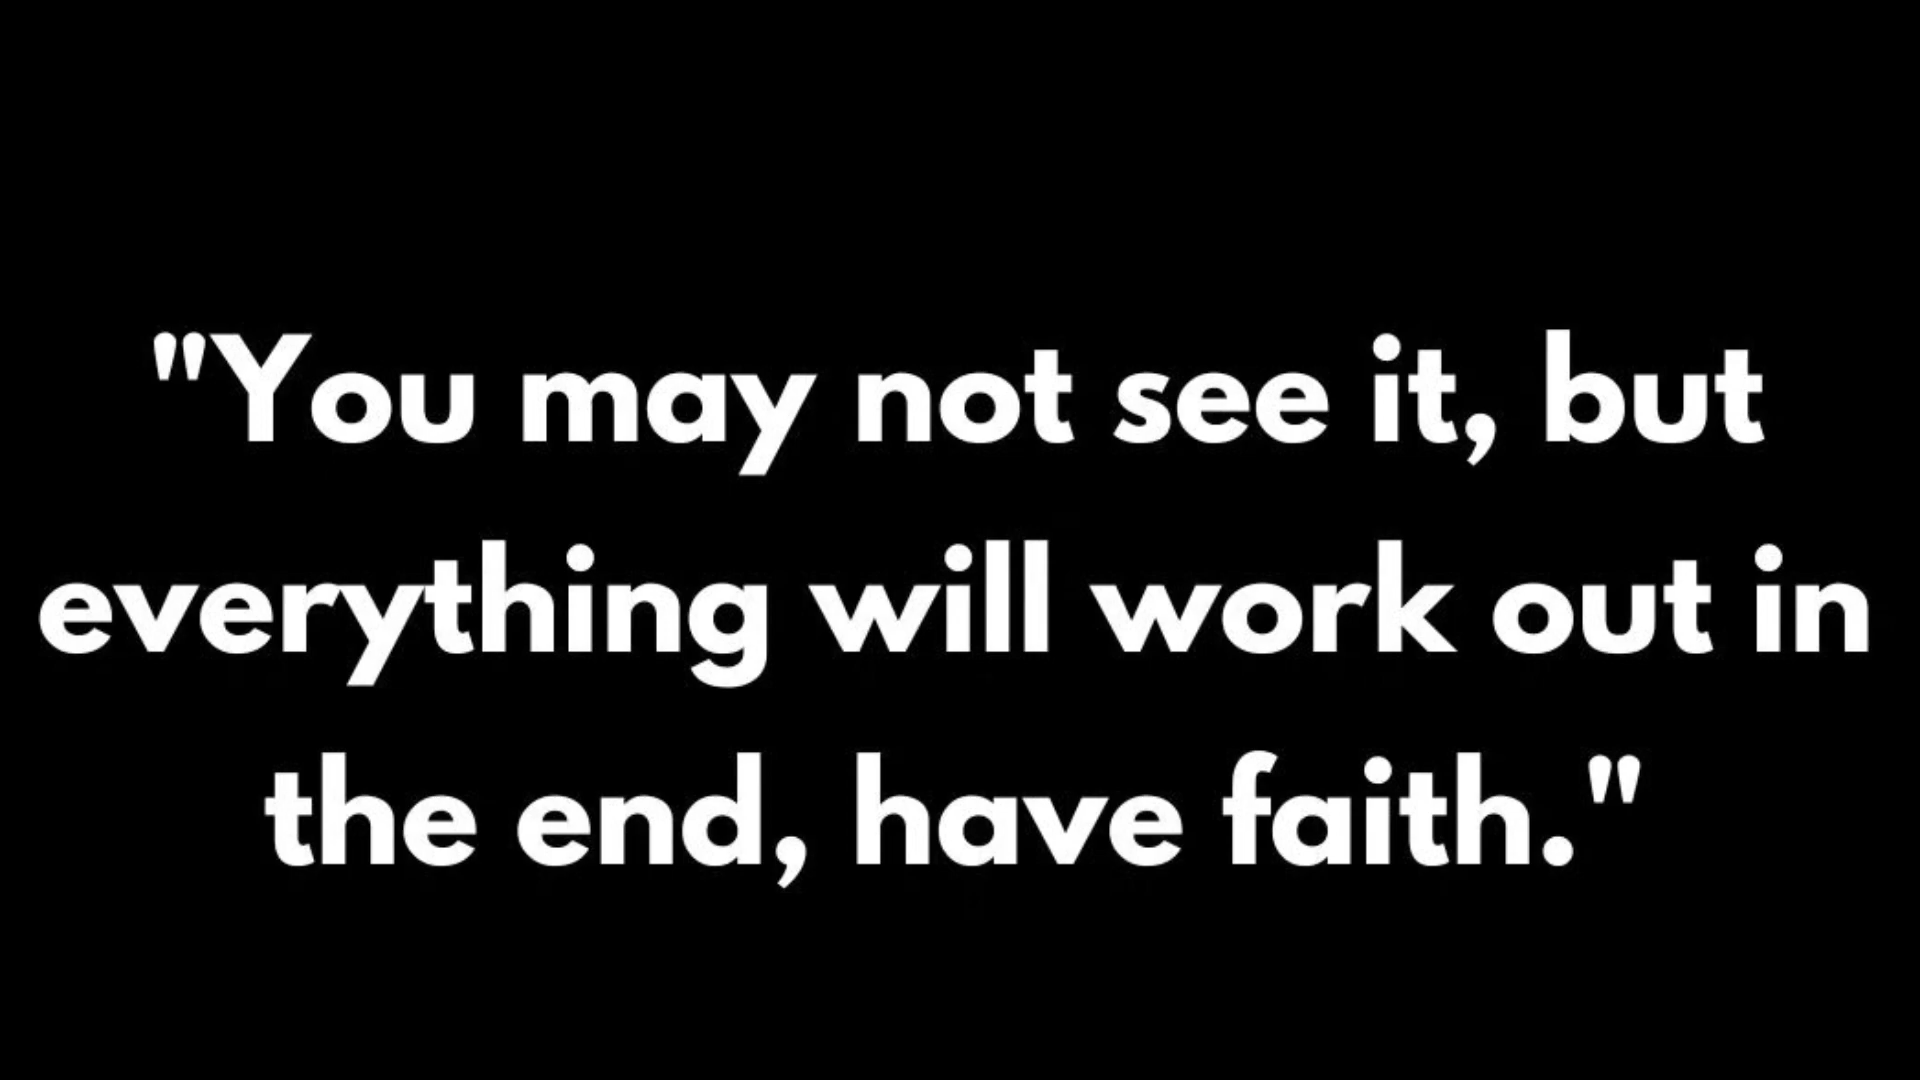 "You may not see it, but
everything will work out in
the end, have faith."